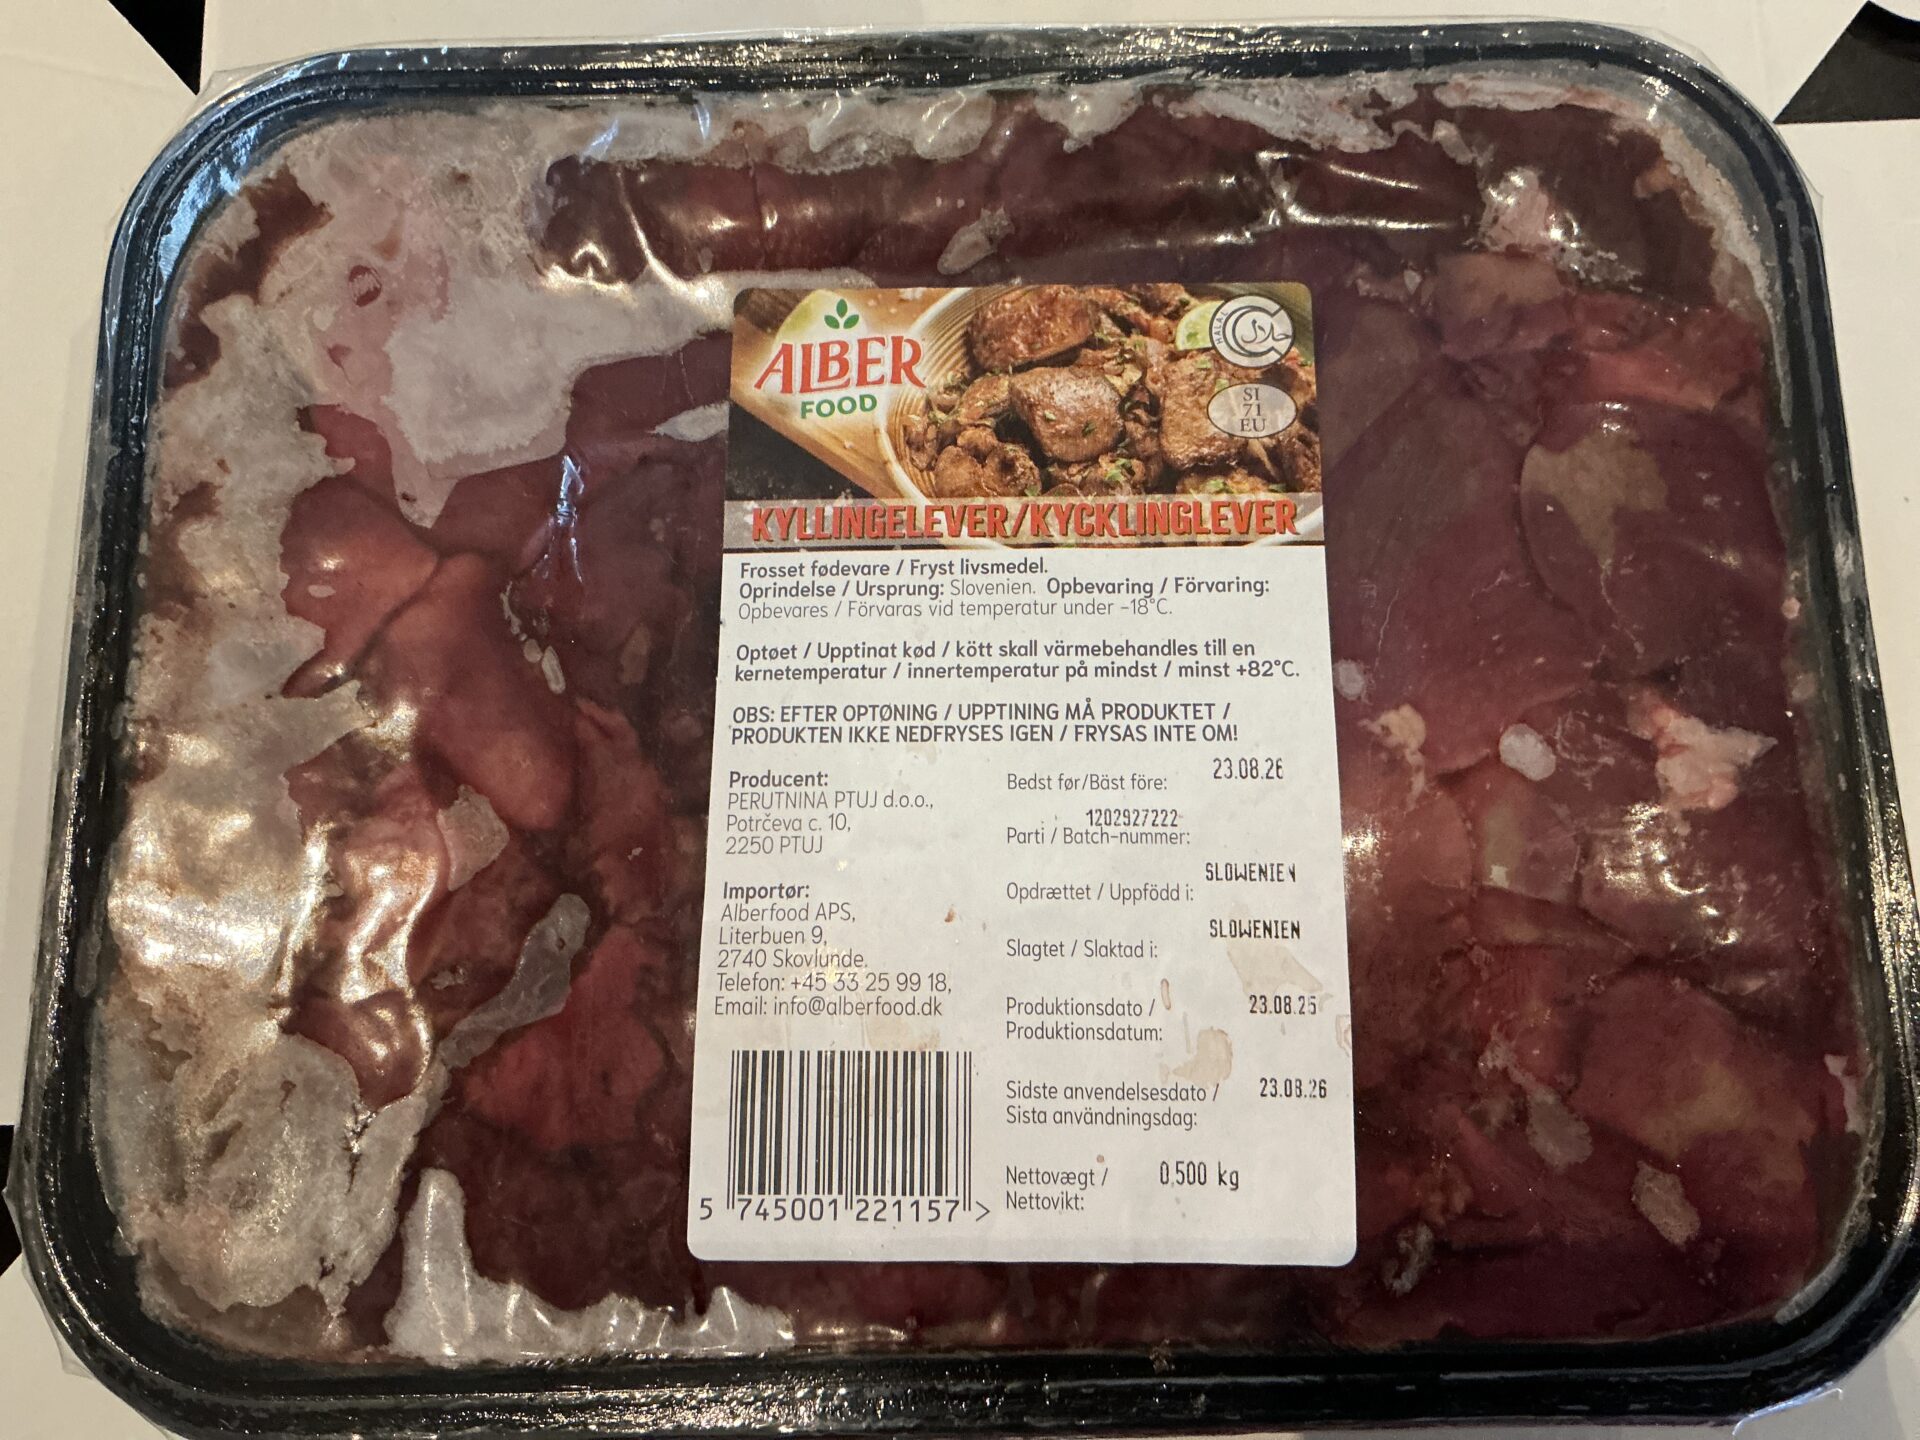 ALBER
FOOD
HALAL
حلال
SI
71
EU
KYLLINGELEVER/KYCKLINGLEVER
Frosset fødevare / Fryst livsmedel.
Oprindelse / Ursprung: Slovenien. Opbevaring / Förvaring:
Opbevares / Förvaras vid temperatur under -18°C.
Optøet / Upptinat kød / kött skall värmebehandles till en
kernetemperatur / innertemperatur på mindst / minst +82°C.
OBS: EFTER OPTØNING / UPPTINING MÅ PRODUKTET /
PRODUKTEN IKKE NEDFRYSES IGEN / FRYSAS INTE OM!
Producent:
PERUTNINA PTUJ d.o.o.,
Potrčeva c. 10,
2250 PTUJ
Importør:
Alberfood APS,
Literbuen 9,
2740 Skovlunde.
Telefon: +45 33 25 99 18,
Email: info@alberfood.dk
5 745001 221157 >
Bedst før/Bäst före: 23.08.26
1202927222
Parti / Batch-nummer:
SLOWENIEN
Opdrættet / Uppfödd i:
SLOWENIEN
Slagtet / Slaktad i:
Produktionsdato / 23.08.25
Produktionsdatum:
Sidste anvendelsesdato / 23.08.26
Sista användningsdag:
Nettovægt / 0,500 kg
Nettovikt: